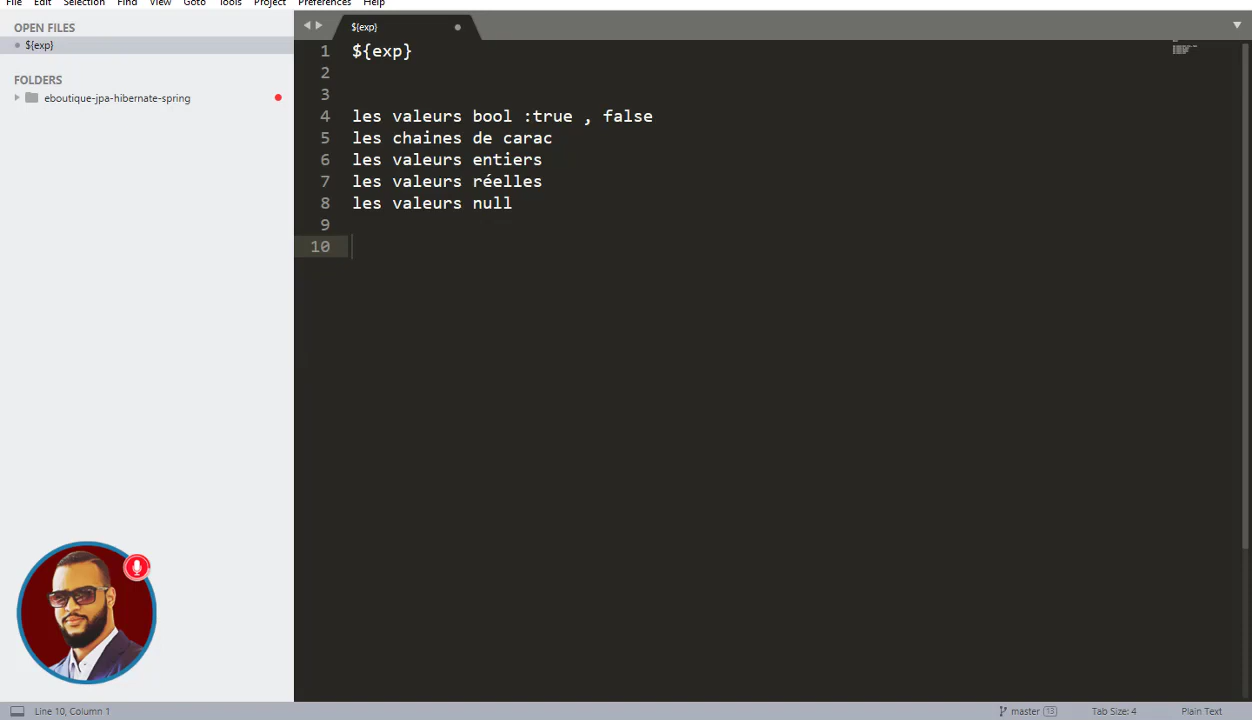 File Edit Selection Find View Goto Tools Project Preferences Help
OPEN FILES
${exp}
FOLDERS
eboutique-jpa-hibernate-spring
${exp}
1 ${exp}
2
3
4 les valeurs bool :true , false
5 les chaines de carac
6 les valeurs entiers
7 les valeurs réelles
8 les valeurs null
9
10
Line 10, Column 1 master 13 Tab Size: 4 Plain Text